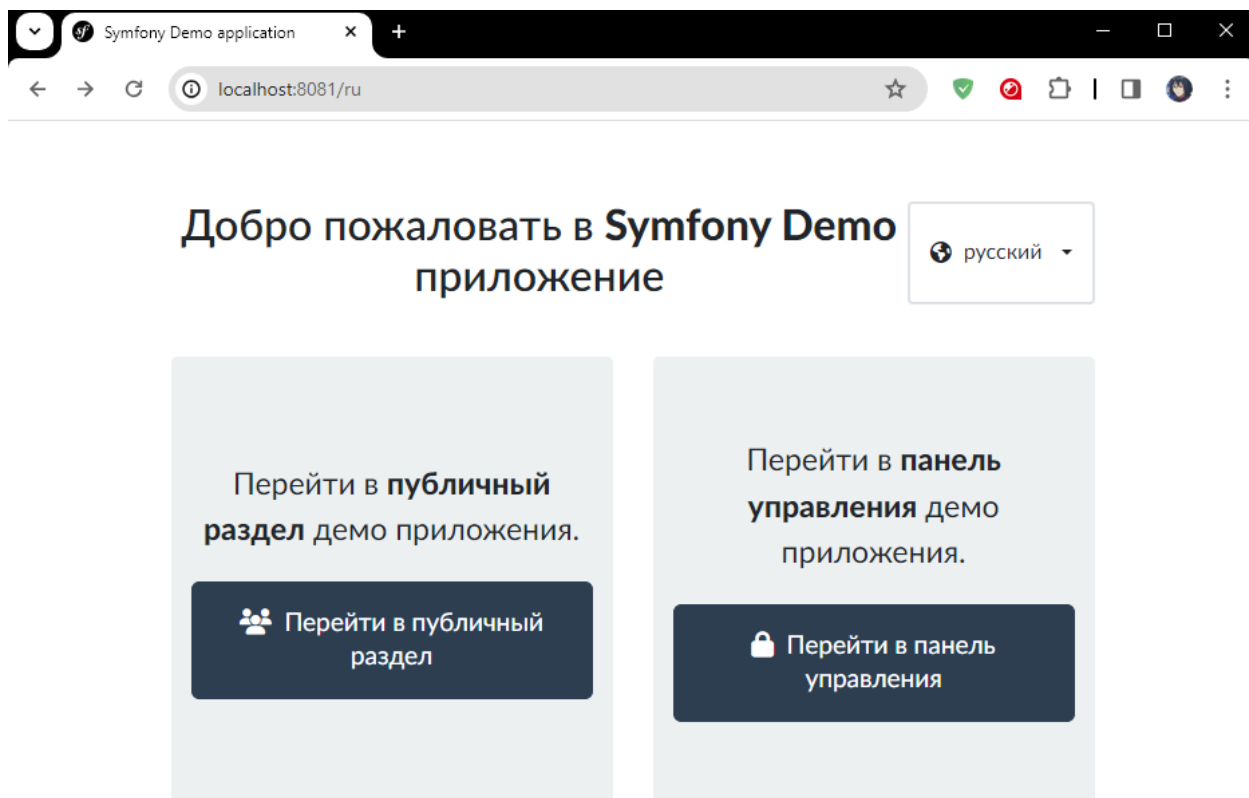 Symfony Demo application
localhost:8081/ru
Добро пожаловать в Symfony Demo
приложение
русский
Перейти в публичный
раздел демо приложения.
Перейти в публичный
раздел
Перейти в панель
управления демо
приложения.
Перейти в панель
управления